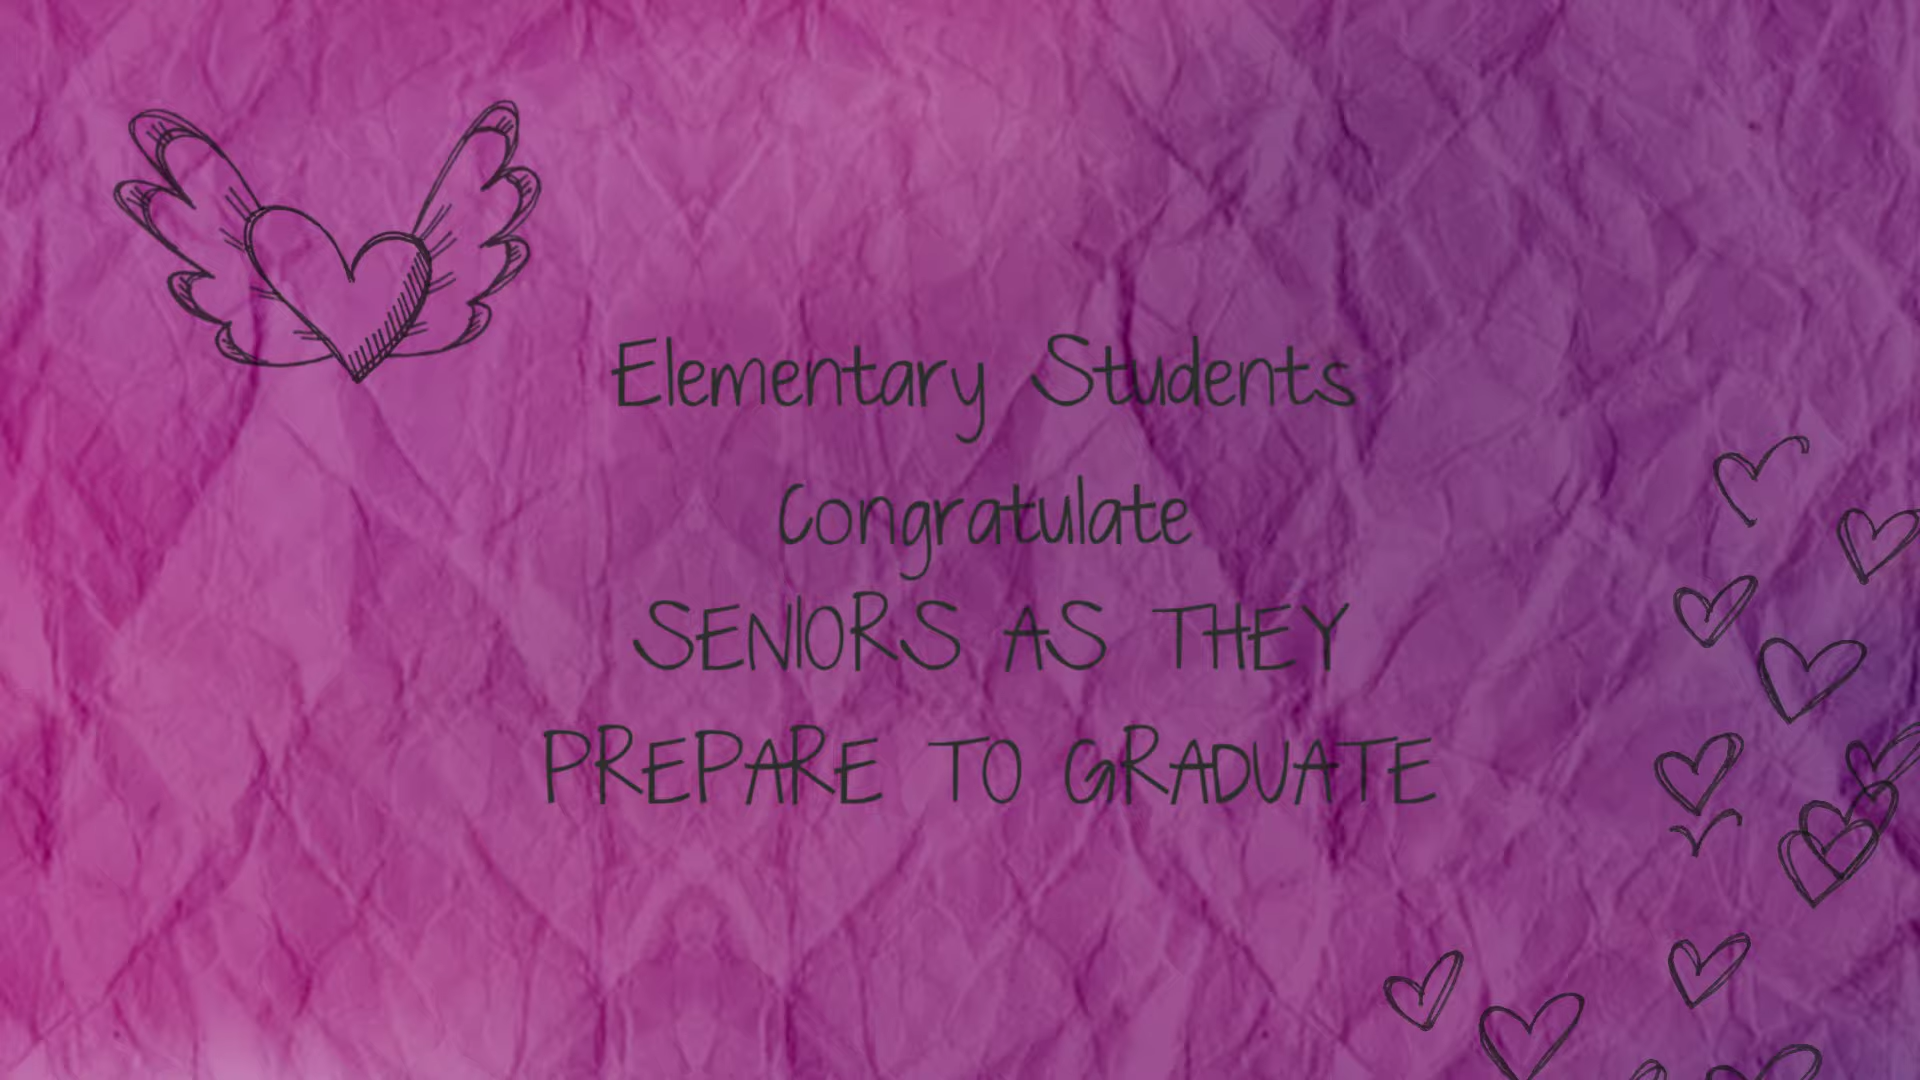 Elementary Students
Congratulate
SENIORS AS THEY
PREPARE TO GRADUATE